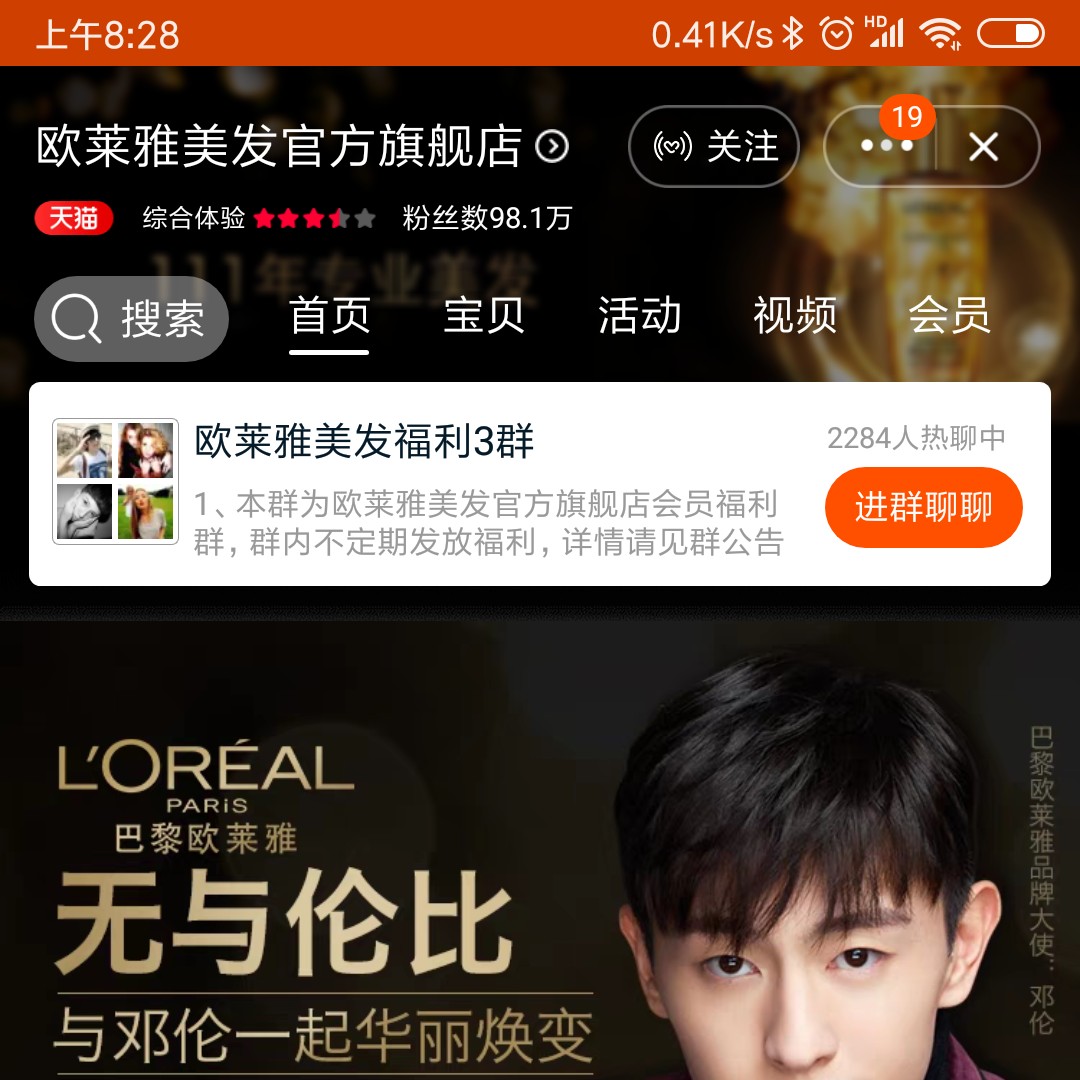 上午8:28
0.41K/s
HD
欧莱雅美发官方旗舰店
关注
19
天猫
综合体验
粉丝数98.1万
111年专业美发
搜索
首页
宝贝
活动
视频
会员
欧莱雅美发福利3群
2284人热聊中
1、本群为欧莱雅美发官方旗舰店会员福利
群，群内不定期发放福利，详情请见群公告
进群聊聊
L'ORÉAL
PARiS
巴黎欧莱雅
无与伦比
与邓伦一起华丽焕变
巴黎欧莱雅品牌大使：邓伦